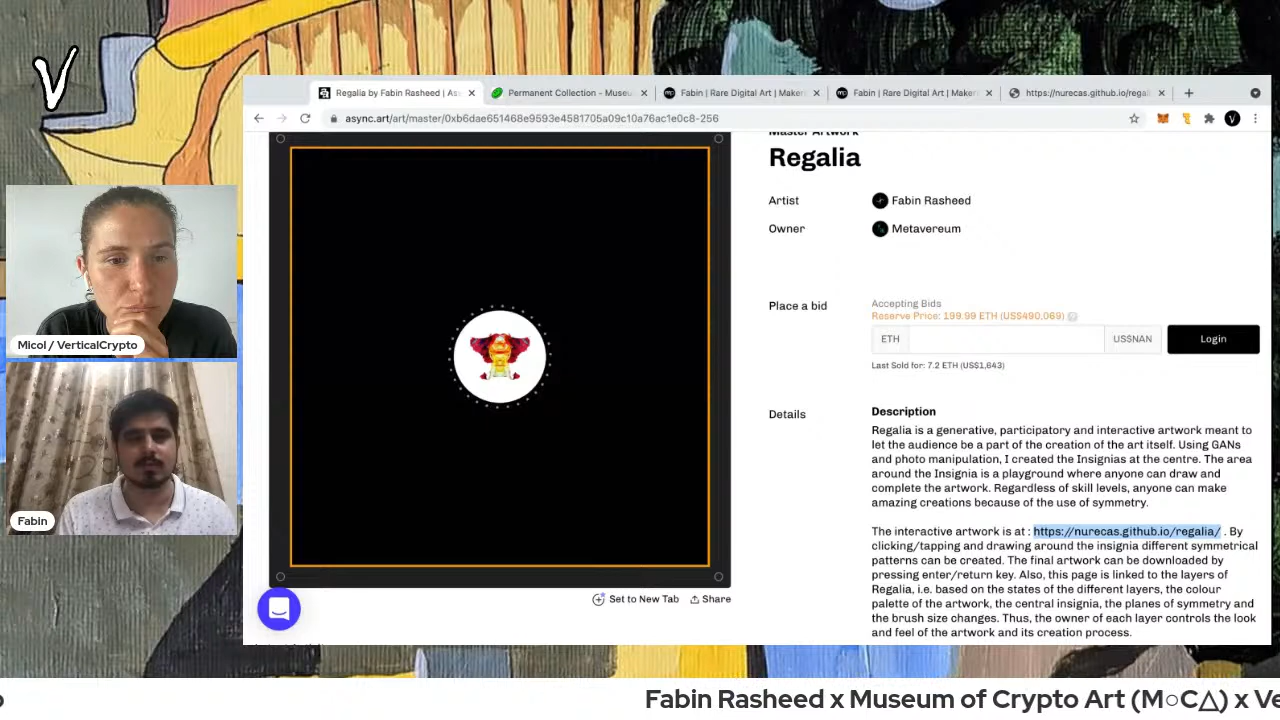 V
Regalia by Fabin Rasheed | As
Permanent Collection - Museu
Fabin | Rare Digital Art | Maker
Fabin | Rare Digital Art | Maker
https://nurecas.github.io/regal
async.art/art/master/0xb6dae651468e9593e4581705a09c10a76ac1e0c8-256
Master Artwork
Regalia
Artist Fabin Rasheed
Owner Metavereum
Place a bid
Accepting Bids
Reserve Price: 199.99 ETH (US$490,069)
ETH US$NAN Login
Last Sold for: 7.2 ETH (US$1,643)
Details
Description
Regalia is a generative, participatory and interactive artwork meant to
let the audience be a part of the creation of the art itself. Using GANs
and photo manipulation, I created the Insignias at the centre. The area
around the Insignia is a playground where anyone can draw and
complete the artwork. Regardless of skill levels, anyone can make
amazing creations because of the use of symmetry.
The interactive artwork is at : https://nurecas.github.io/regalia/ . By
clicking/tapping and drawing around the insignia different symmetrical
patterns can be created. The final artwork can be downloaded by
pressing enter/return key. Also, this page is linked to the layers of
Regalia, i.e. based on the states of the different layers, the colour
palette of the artwork, the central insignia, the planes of symmetry and
the brush size changes. Thus, the owner of each layer controls the look
and feel of the artwork and its creation process.
Set to New Tab Share
Micol / VerticalCrypto
Fabin
Fabin Rasheed x Museum of Crypto Art (M○C△) x Ve